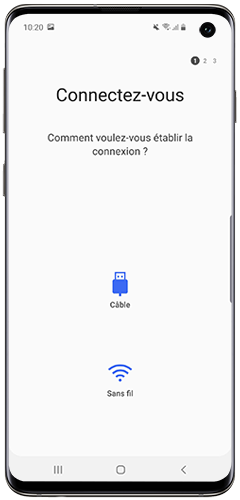 10:20
1 2 3
Connectez-vous
Comment voulez-vous établir la
connexion ?
Câble
Sans fil